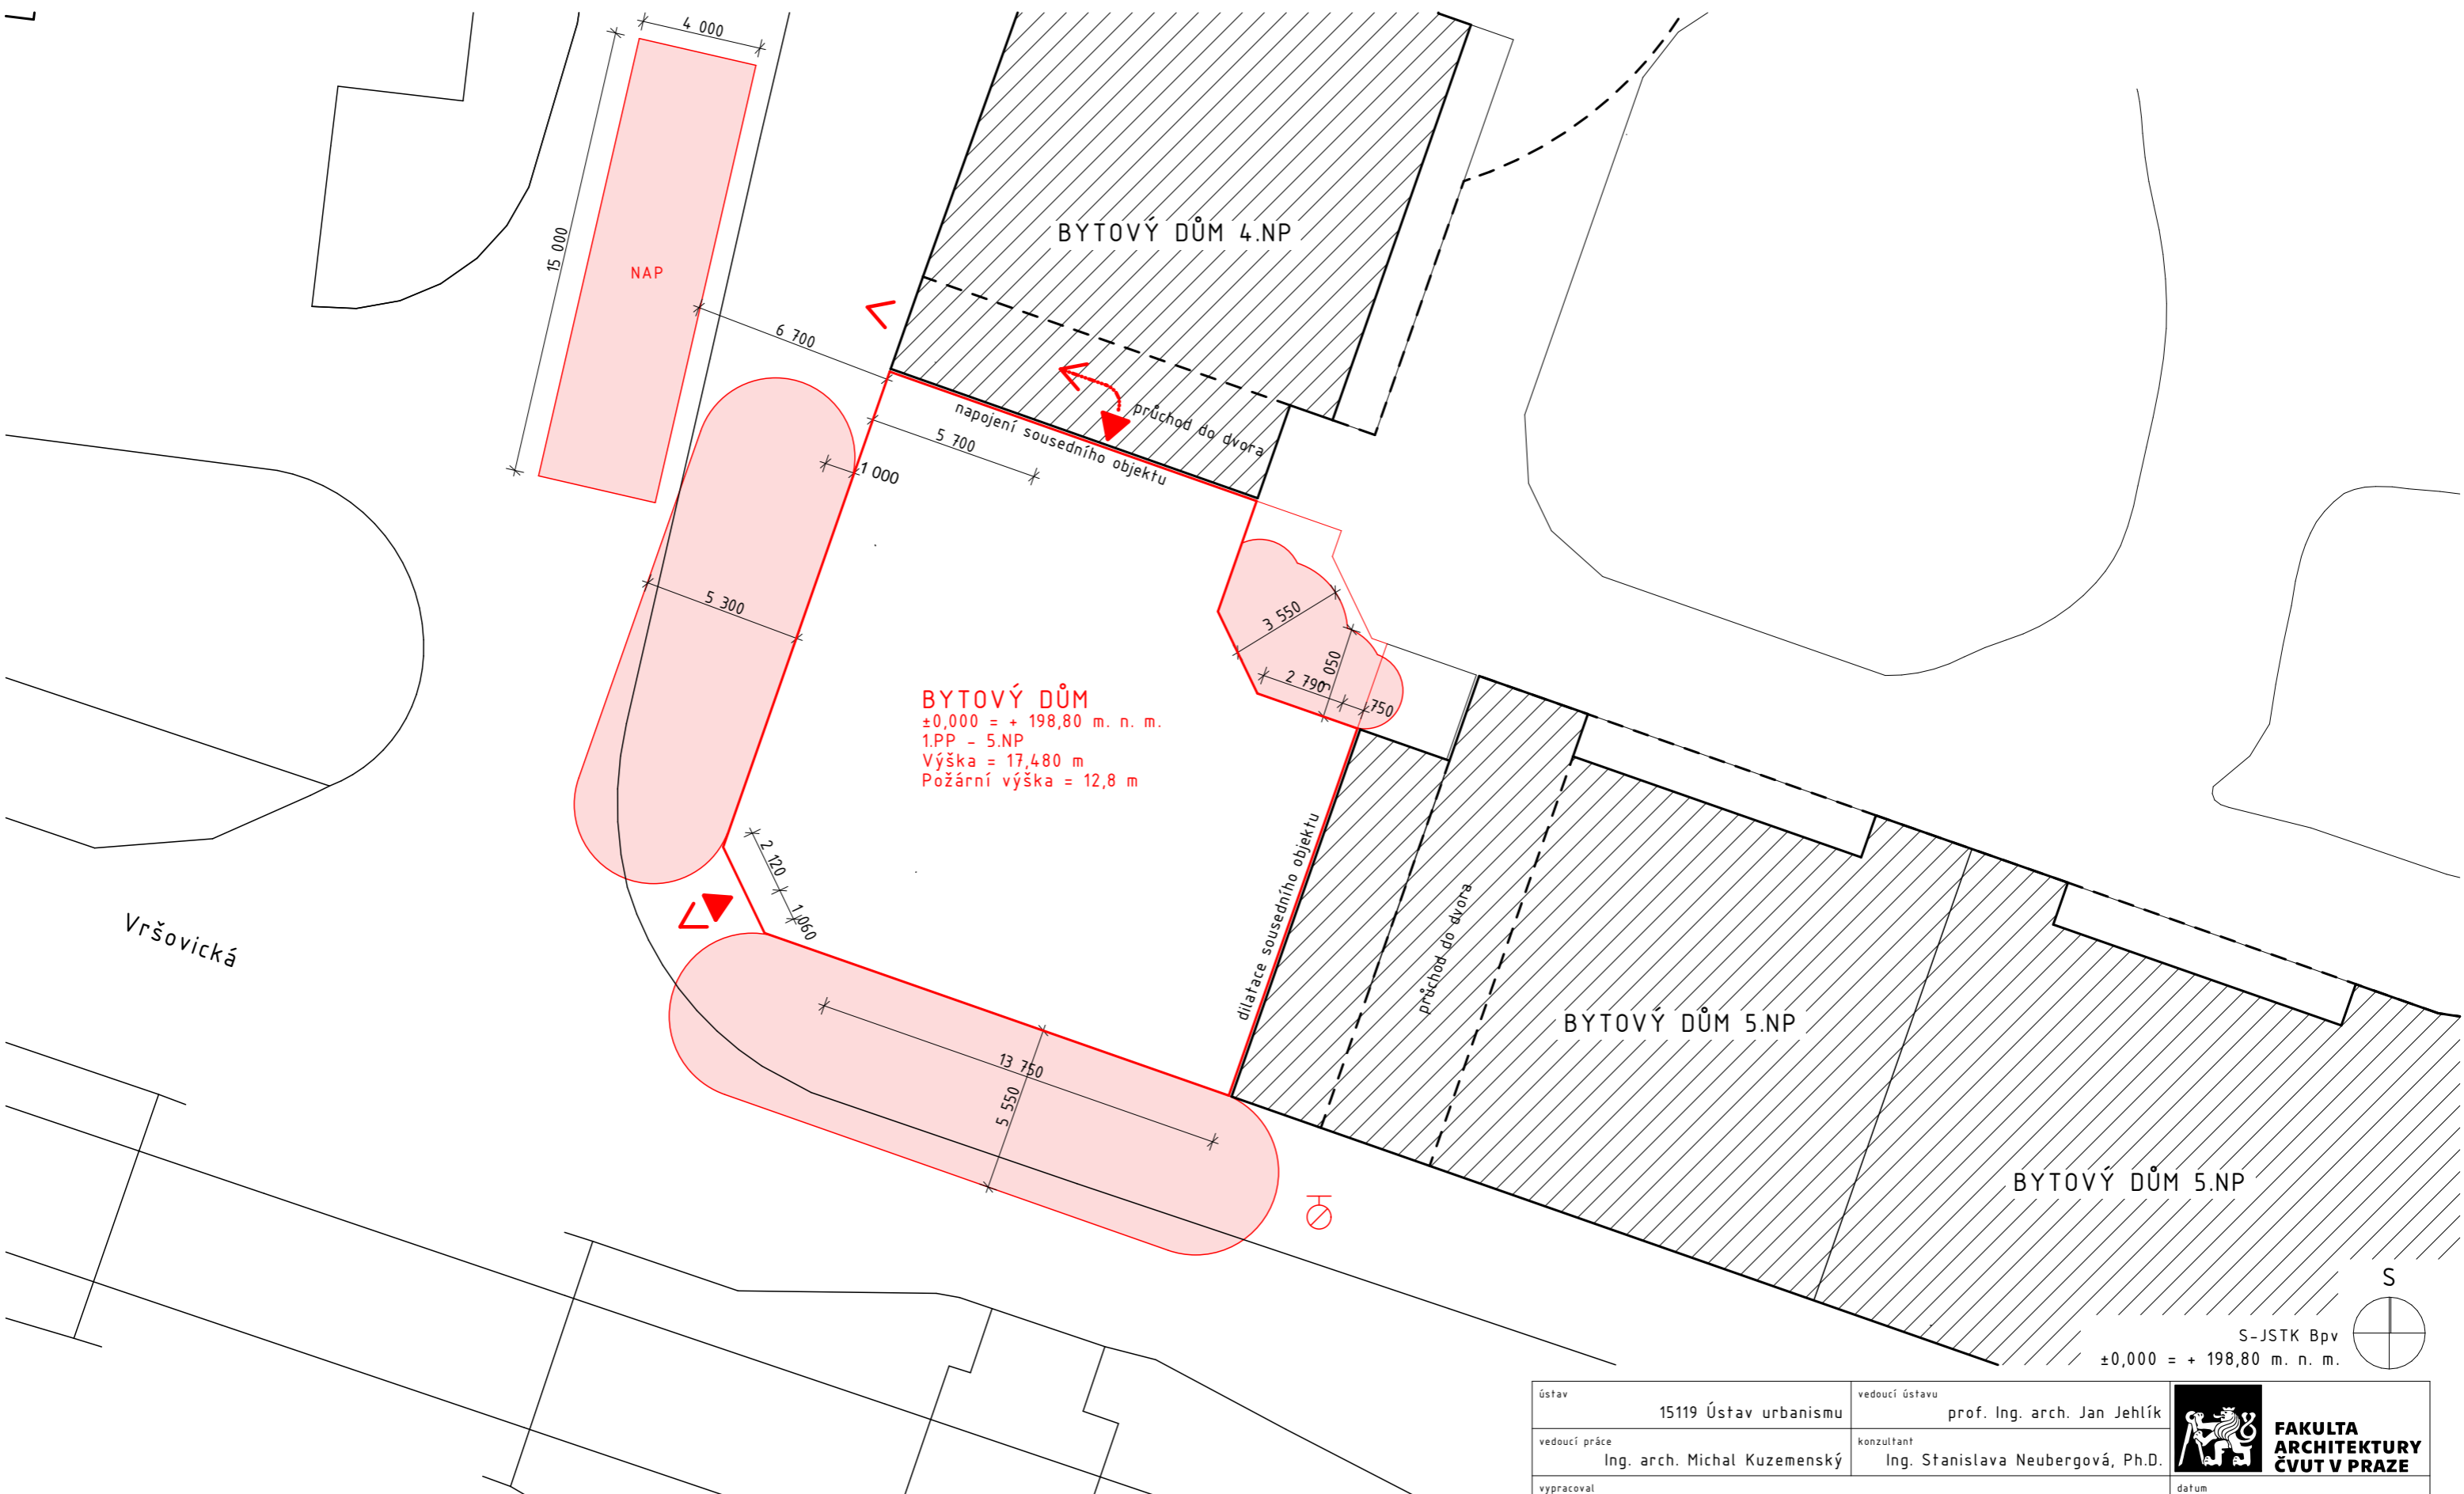 4 000
15 000
NAP
BYTOVÝ DŮM 4.NP
6 700
průchod do dvora
napojení sousedního objektu
5 700
1 000
5 300
3 550
3 050
2 790
750
BYTOVÝ DŮM
±0,000 = + 198,80 m. n. m.
1.PP - 5.NP
Výška = 17,480 m
Požární výška = 12,8 m
2 120
1 060
Vršovická
dilatace sousedního objektu
průchod do dvora
BYTOVÝ DŮM 5.NP
13 750
5 550
BYTOVÝ DŮM 5.NP
S
S-JSTK Bpv
±0,000 = + 198,80 m. n. m.
ústav
15119 Ústav urbanismu
vedoucí ústavu
prof. Ing. arch. Jan Jehlík
vedoucí práce
Ing. arch. Michal Kuzemenský
konzultant
Ing. Stanislava Neubergová, Ph.D.
FAKULTA
ARCHITEKTURY
ČVUT V PRAZE
vypracoval
datum